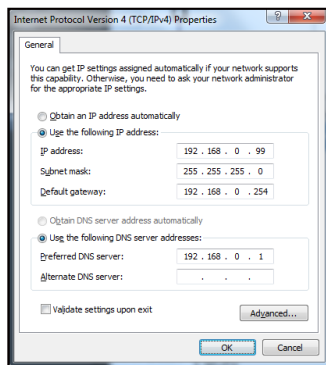 Internet Protocol Version 4 (TCP/IPv4) Properties
General
You can get IP settings assigned automatically if your network supports
this capability. Otherwise, you need to ask your network administrator
for the appropriate IP settings.
Obtain an IP address automatically
Use the following IP address:
IP address: 192 . 168 . 0 . 99
Subnet mask: 255 . 255 . 255 . 0
Default gateway: 192 . 168 . 0 . 254
Obtain DNS server address automatically
Use the following DNS server addresses:
Preferred DNS server: 192 . 168 . 0 . 1
Alternate DNS server: . . .
Validate settings upon exit
Advanced...
OK Cancel